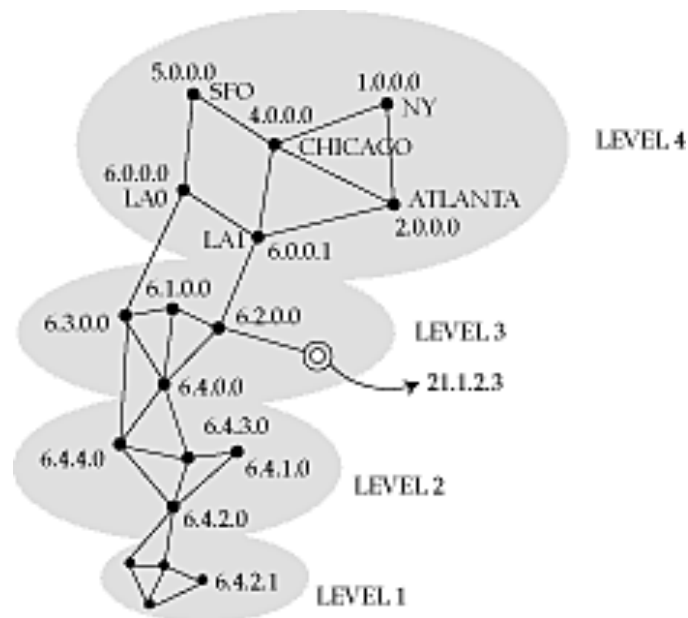 5.0.0.0
SFO
1.0.0.0
NY
4.0.0.0
CHICAGO
LEVEL 4
6.0.0.0
LA0
ATLANTA
2.0.0.0
LA1
6.0.0.1
6.1.0.0
6.3.0.0
6.2.0.0
LEVEL 3
21.1.2.3
6.4.0.0
6.4.3.0
6.4.4.0
6.4.1.0
LEVEL 2
6.4.2.0
6.4.2.1
LEVEL 1